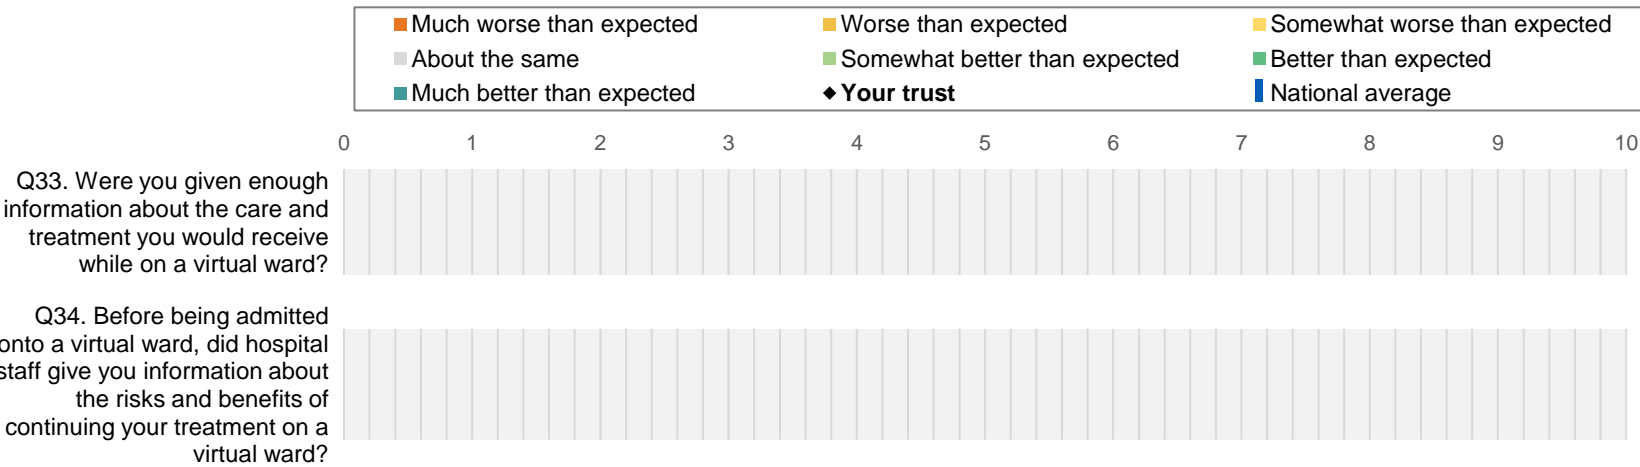 Much worse than expected
Worse than expected
Somewhat worse than expected
About the same
Somewhat better than expected
Better than expected
Much better than expected
Your trust
National average
0 1 2 3 4 5 6 7 8 9 10
Q33. Were you given enough
information about the care and
treatment you would receive
while on a virtual ward?
Q34. Before being admitted
onto a virtual ward, did hospital
staff give you information about
the risks and benefits of
continuing your treatment on a
virtual ward?